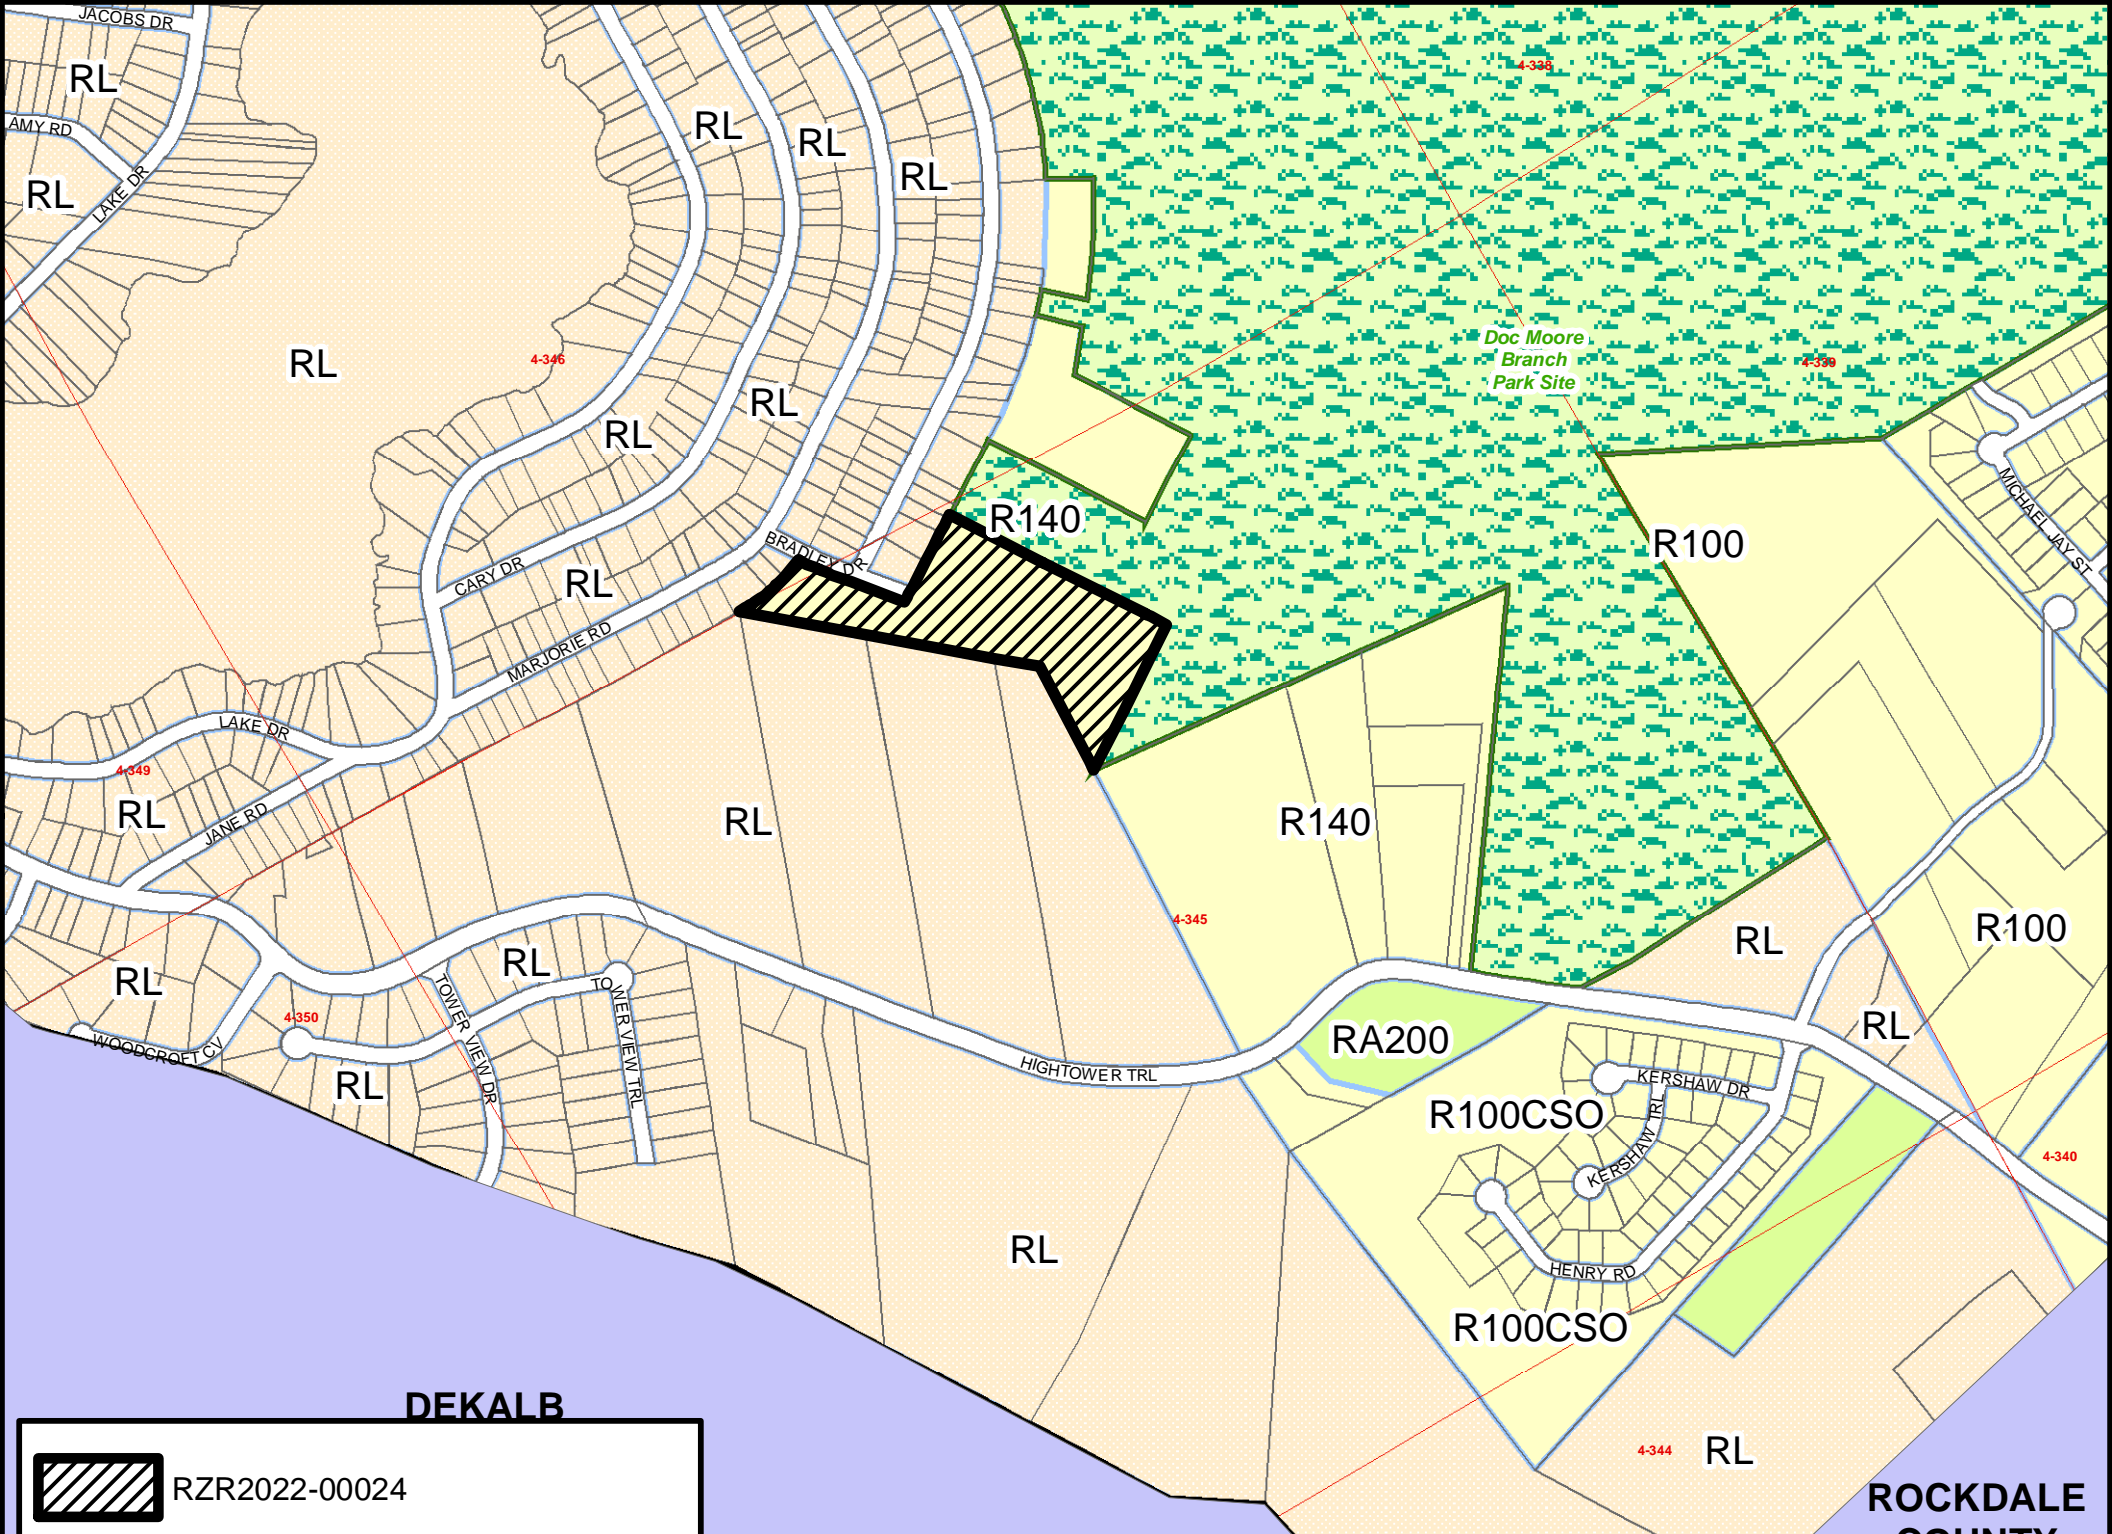 JACOBS DR
4-338
RL
AMY RD
RL
RL
RL
RL
LAKE DR
Doc Moore
Branch
Park Site
4-346
4-339
RL
RL
RL
R140
R100
MICHAEL JAY ST
BRADLEY DR
CARY DR
RL
MARJORIE RD
LAKE DR
4-349
RL
JANE RD
RL
R140
4-345
R100
RL
RL
RL
TOWER VIEW DR
TOWER VIEW TRL
4-350
WOODCROFT CV
RL
HIGHTOWER TRL
RA200
RL
KERSHAW DR
R100CSO
KERSHAW TRL
4-340
RL
HENRY RD
R100CSO
DEKALB
4-344
RL
RZR2022-00024
ROCKDALE
COUNTY